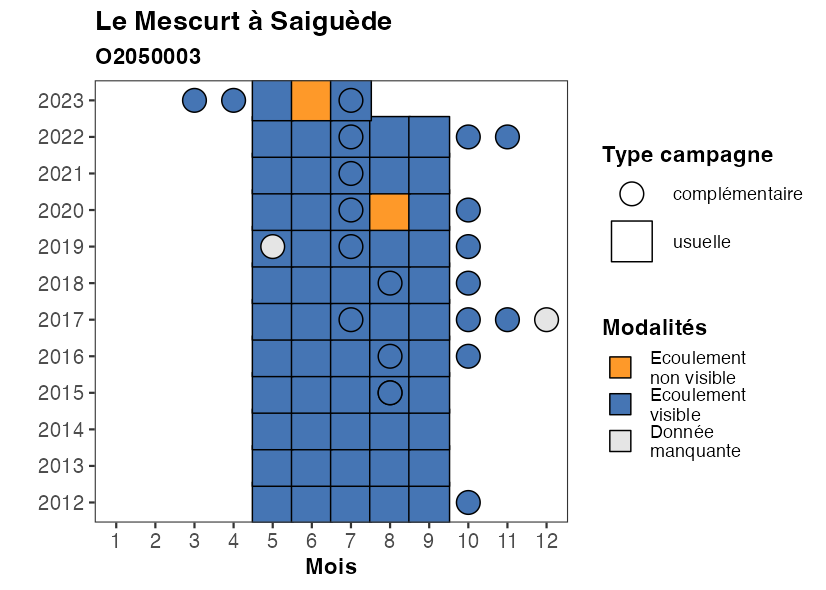 Le Mescurt à Saiguède
O2050003
2023
2022
2021
2020
2019
2018
2017
2016
2015
2014
2013
2012
1 2 3 4 5 6 7 8 9 10 11 12
Mois
Type campagne
complémentaire
usuelle
Modalités
Ecoulement
non visible
Ecoulement
visible
Donnée
manquante